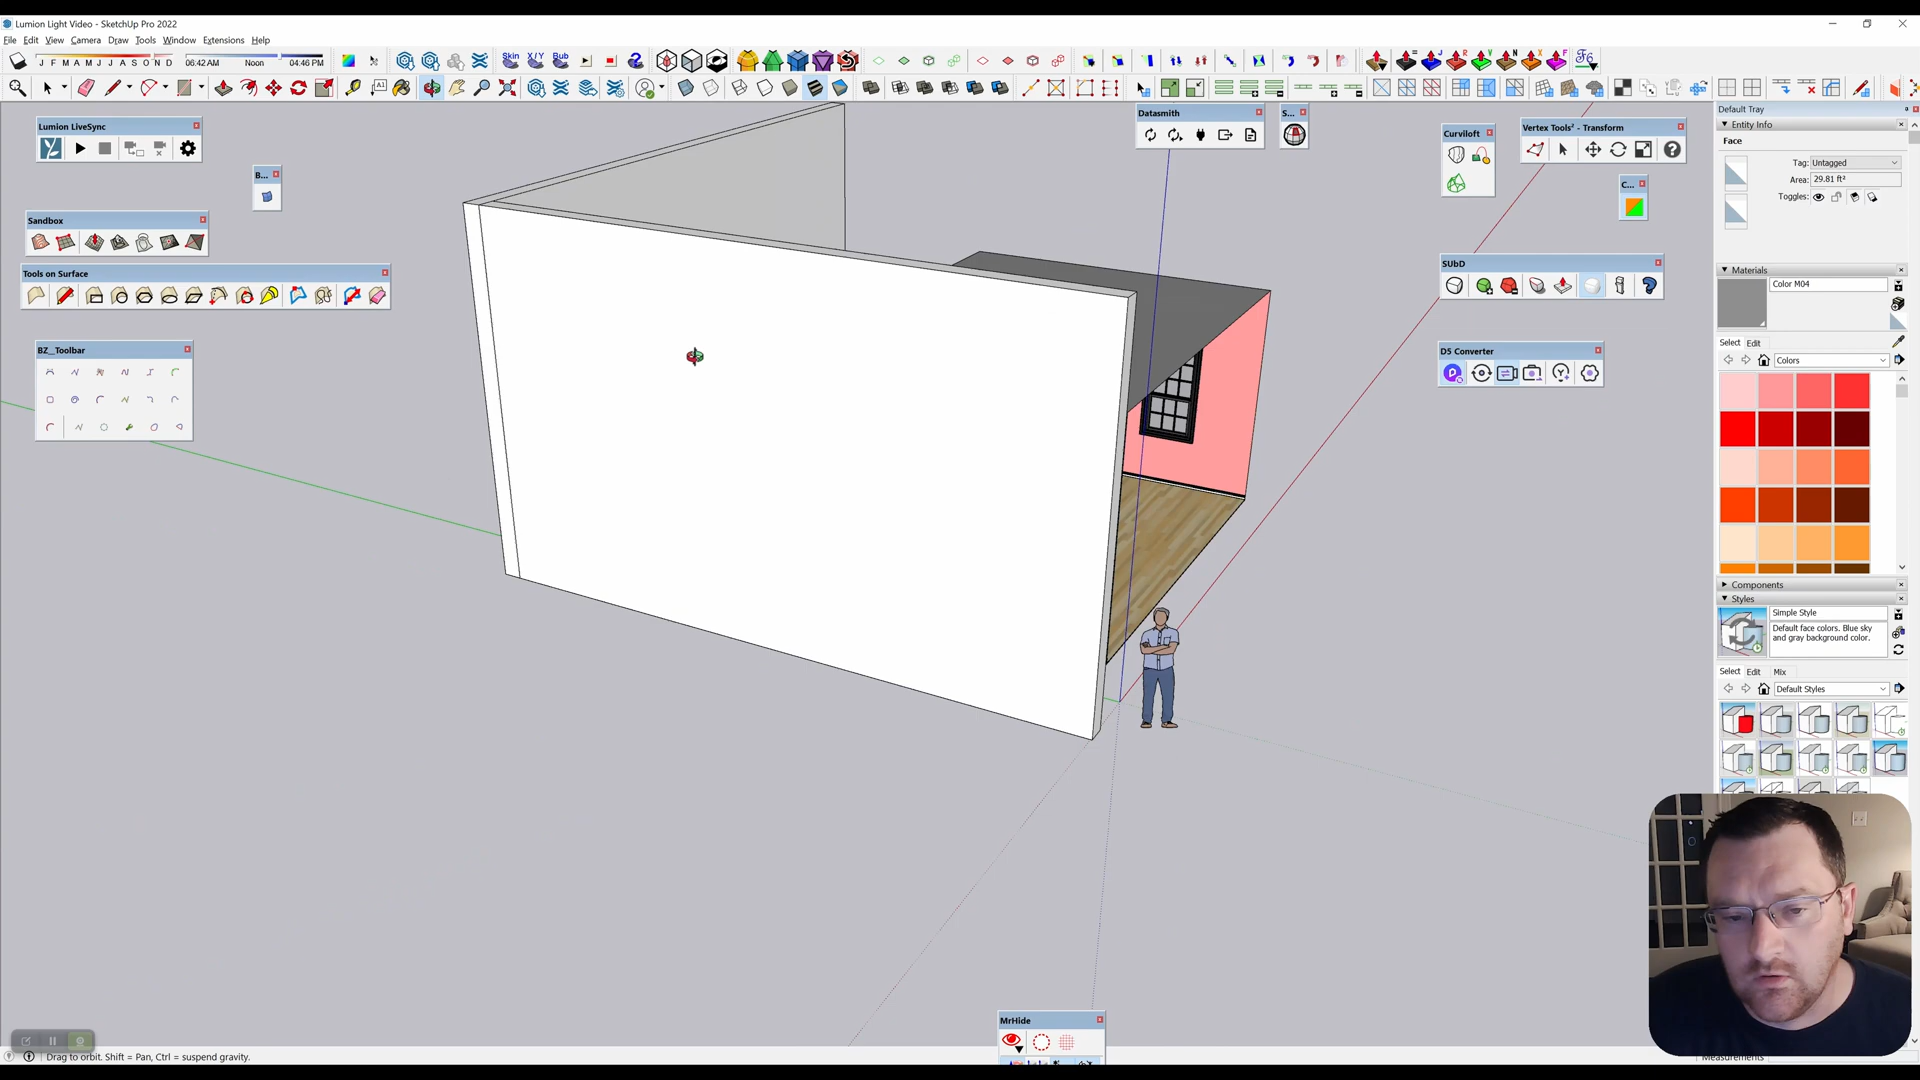 Lumion Light Video - SketchUp Pro 2022
File Edit View Camera Draw Tools Window Extensions Help
J F M A M J J A S O N D 06:42 AM Noon 04:46 PM
Skin X/Y Bub
Lumion LiveSync
B...
Sandbox
Tools on Surface
BZ__Toolbar
Datasmith
S...
Curviloft
Vertex Tools² - Transform
C...
SUbD
D5 Converter
Default Tray
Entity Info
Face
Tag: Untagged
Area: 29.81 ft²
Toggles:
Materials
Color M04
Select Edit
Colors
Components
Styles
Simple Style
Default face colors. Blue sky
and gray background color.
Select Edit Mix
Default Styles
MrHide
Drag to orbit. Shift = Pan, Ctrl = suspend gravity.
Measurements